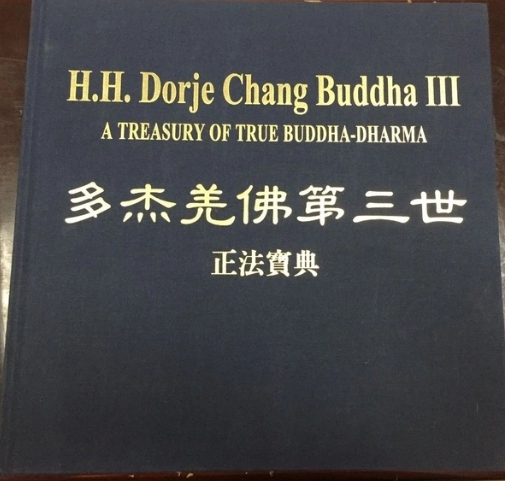 H.H. Dorje Chang Buddha III
A TREASURY OF TRUE BUDDHA-DHARMA
多杰羌佛第三世
正法寶典